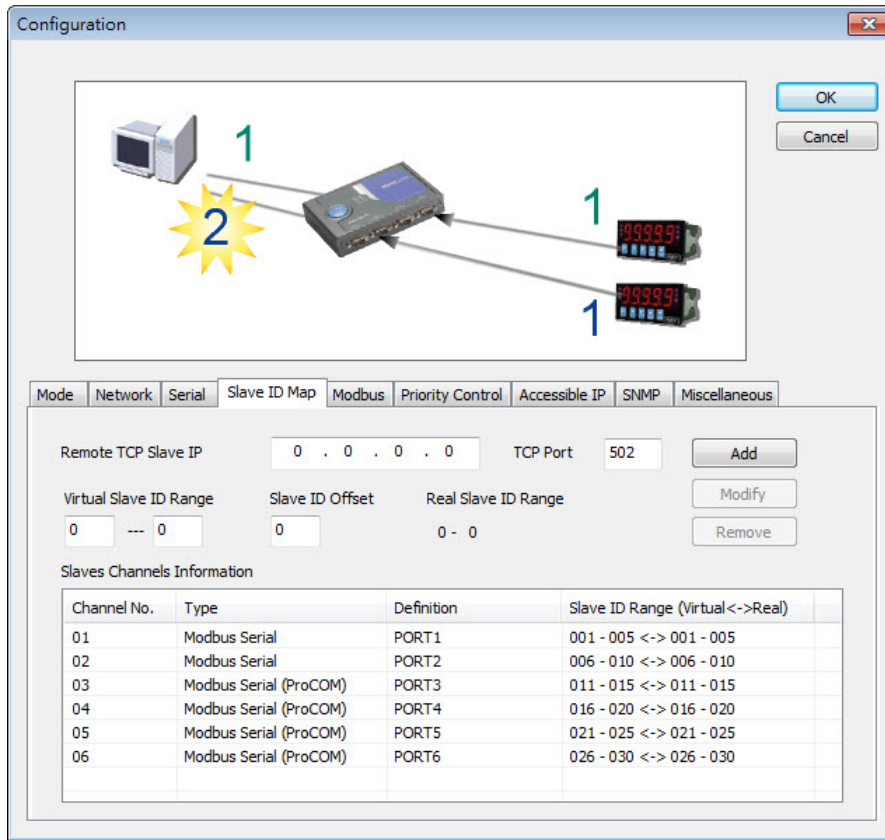 Configuration
OK
Cancel
1
2
1
99999
99999
1
Mode Network Serial Slave ID Map Modbus Priority Control Accessible IP SNMP Miscellaneous
Remote TCP Slave IP 0 . 0 . 0 . 0 TCP Port 502 Add
Virtual Slave ID Range Slave ID Offset Real Slave ID Range Modify
0 --- 0 0 0 - 0 Remove
Slaves Channels Information
Channel No. Type Definition Slave ID Range (Virtual<->Real)
01 Modbus Serial PORT1 001 - 005 <-> 001 - 005
02 Modbus Serial PORT2 006 - 010 <-> 006 - 010
03 Modbus Serial (ProCOM) PORT3 011 - 015 <-> 011 - 015
04 Modbus Serial (ProCOM) PORT4 016 - 020 <-> 016 - 020
05 Modbus Serial (ProCOM) PORT5 021 - 025 <-> 021 - 025
06 Modbus Serial (ProCOM) PORT6 026 - 030 <-> 026 - 030